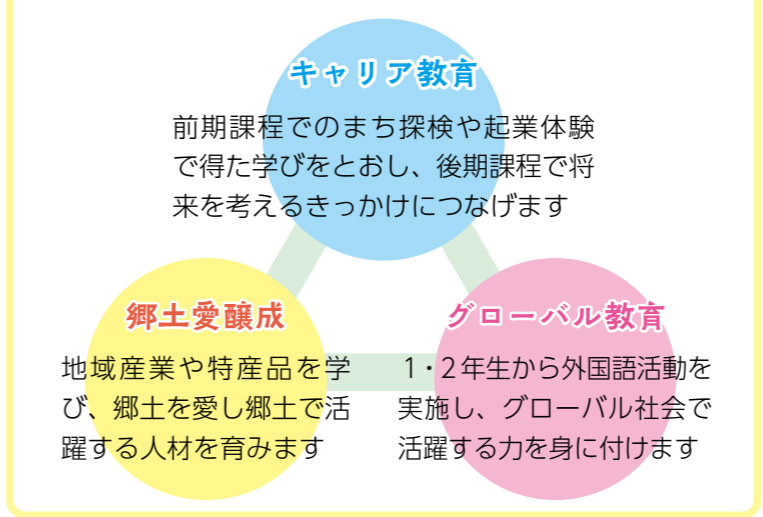 キャリア教育
前期課程でのまち探検や起業体験
で得た学びをとおし、後期課程で将
来を考えるきっかけにつなげます
郷土愛醸成
地域産業や特産品を学
び、郷土を愛し郷土で活
躍する人材を育みます
グローバル教育
1・2年生から外国語活動を
実施し、グローバル社会で
活躍する力を身に付けます